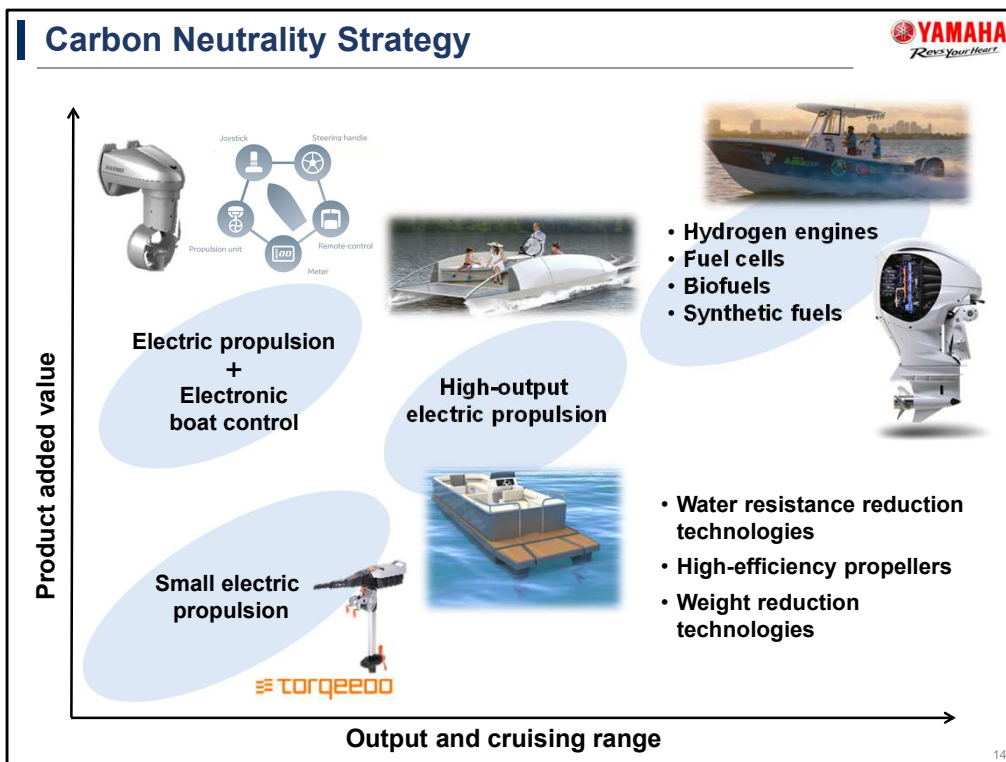 Carbon Neutrality Strategy
YAMAHA
Revs Your Heart
Product added value
Joystick
Steering handle
Propulsion unit
Remote-control
Meter
Electric propulsion
+
Electronic
boat control
High-output
electric propulsion
• Hydrogen engines
• Fuel cells
• Biofuels
• Synthetic fuels
Small electric
propulsion
TORQEEDO
• Water resistance reduction
technologies
• High-efficiency propellers
• Weight reduction
technologies
Output and cruising range
14